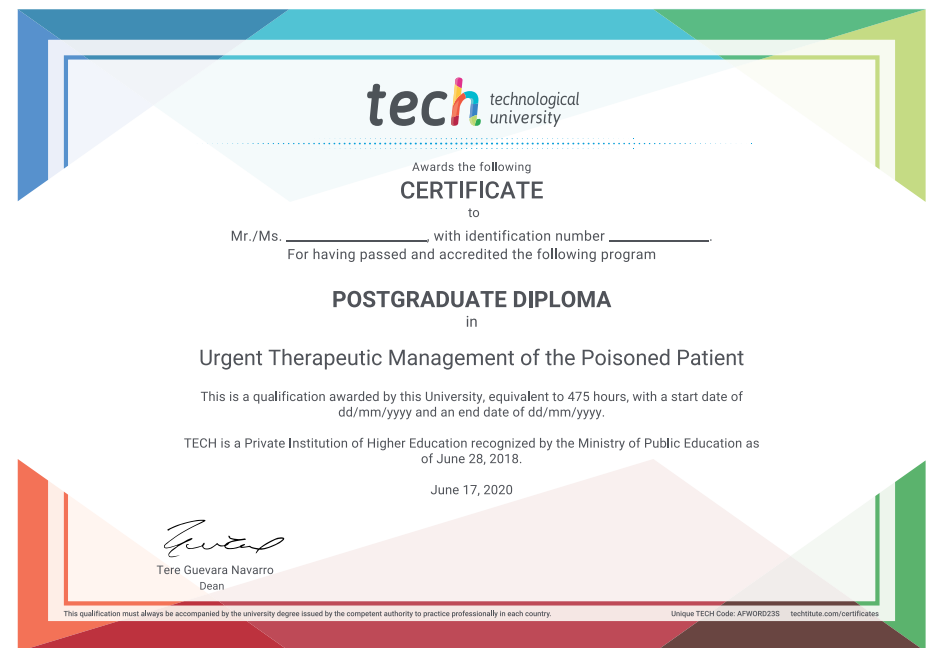 tech technological
university
Awards the following
CERTIFICATE
to
Mr./Ms. ____________, with identification number ____________.
For having passed and accredited the following program
POSTGRADUATE DIPLOMA
in
Urgent Therapeutic Management of the Poisoned Patient
This is a qualification awarded by this University, equivalent to 475 hours, with a start date of
dd/mm/yyyy and an end date of dd/mm/yyyy.
TECH is a Private Institution of Higher Education recognized by the Ministry of Public Education as
of June 28, 2018.
June 17, 2020
Tere Guevara Navarro
Dean
This qualification must always be accompanied by the university degree issued by the competent authority to practice professionally in each country.
Unique TECH Code: AFWORD23S techtitute.com/certificates